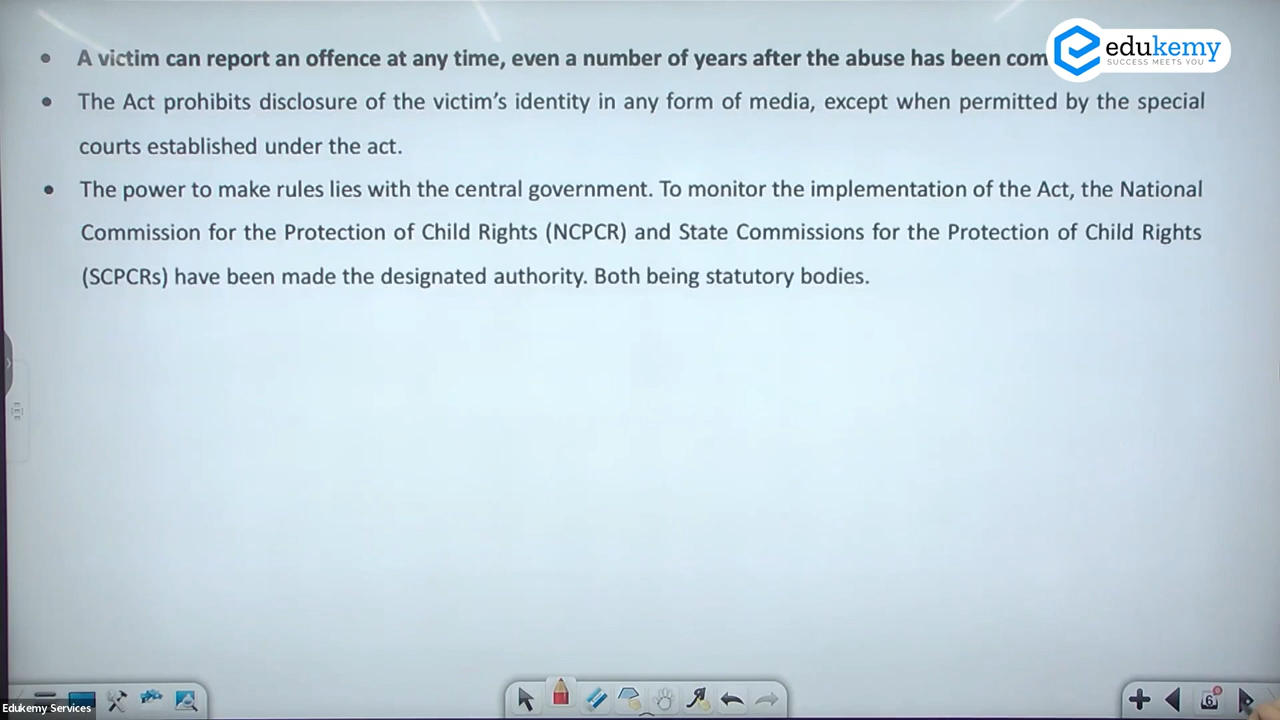 A victim can report an offence at any time, even a number of years after the abuse has been com
edukemy
SUCCESS MEETS YOU
The Act prohibits disclosure of the victim's identity in any form of media, except when permitted by the special
courts established under the act.
The power to make rules lies with the central government. To monitor the implementation of the Act, the National
Commission for the Protection of Child Rights (NCPCR) and State Commissions for the Protection of Child Rights
(SCPCRs) have been made the designated authority. Both being statutory bodies.
6
Edukemy Services